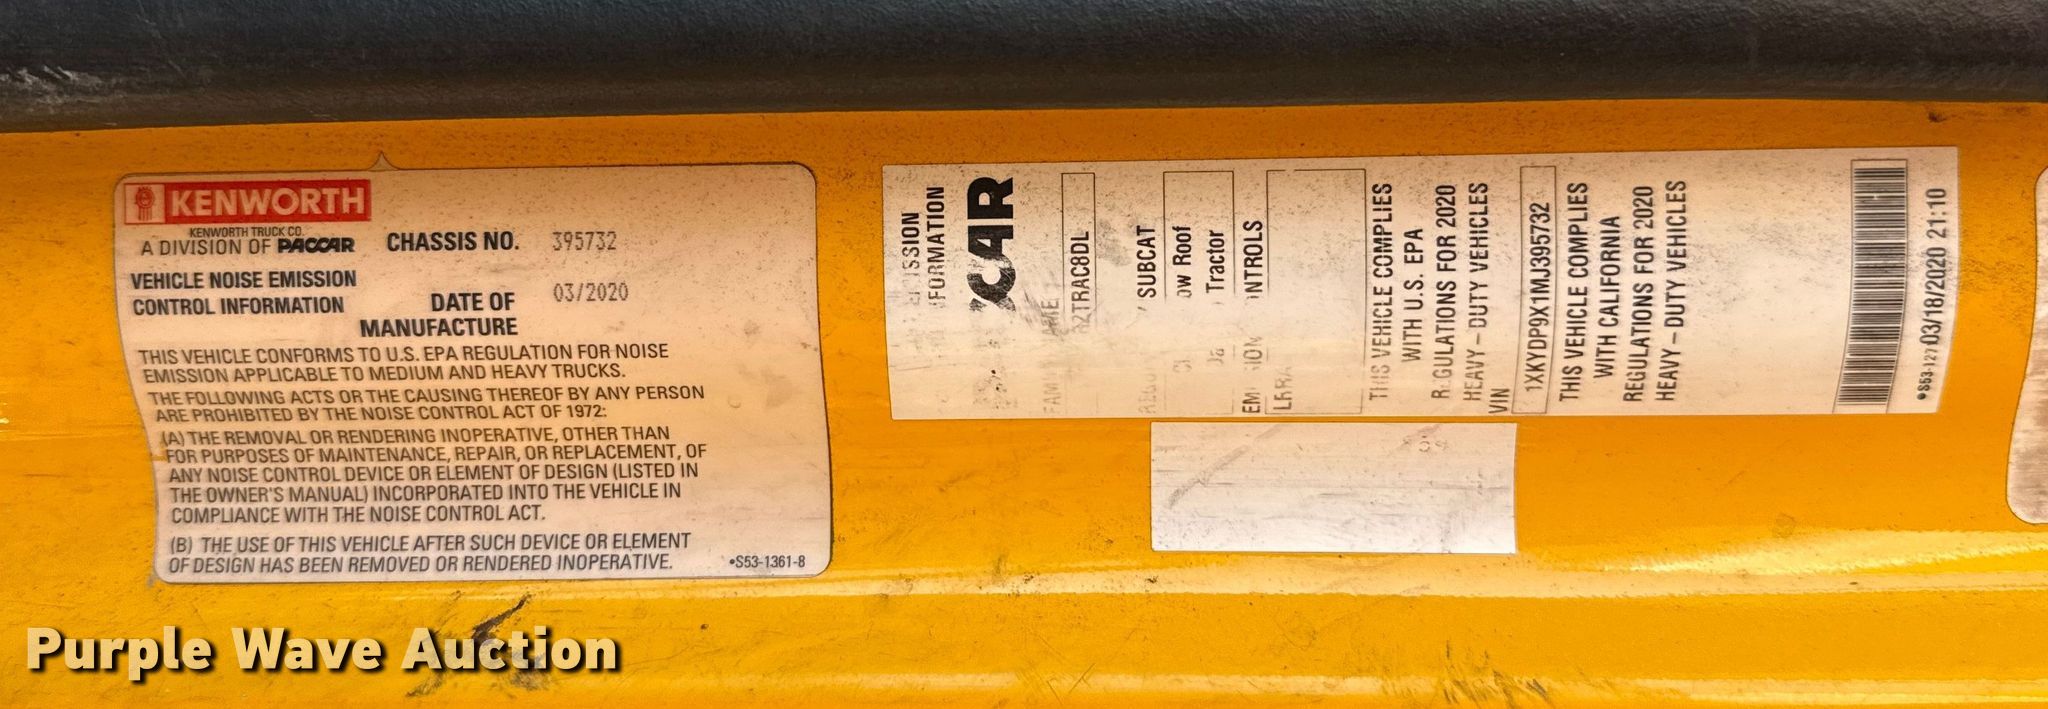 KENWORTH
KENWORTH TRUCK CO.
A DIVISION OF PACCAR
CHASSIS NO. 395732
VEHICLE NOISE EMISSION
CONTROL INFORMATION
DATE OF
MANUFACTURE
03/2020
THIS VEHICLE CONFORMS TO U.S. EPA REGULATION FOR NOISE
EMISSION APPLICABLE TO MEDIUM AND HEAVY TRUCKS.
THE FOLLOWING ACTS OR THE CAUSING THEREOF BY ANY PERSON
ARE PROHIBITED BY THE NOISE CONTROL ACT OF 1972:
(A) THE REMOVAL OR RENDERING INOPERATIVE, OTHER THAN
FOR PURPOSES OF MAINTENANCE, REPAIR, OR REPLACEMENT, OF
ANY NOISE CONTROL DEVICE OR ELEMENT OF DESIGN (LISTED IN
THE OWNER'S MANUAL) INCORPORATED INTO THE VEHICLE IN
COMPLIANCE WITH THE NOISE CONTROL ACT.
(B) THE USE OF THIS VEHICLE AFTER SUCH DEVICE OR ELEMENT
OF DESIGN HAS BEEN REMOVED OR RENDERED INOPERATIVE.
•S53-1361-8
SUBCAT
Roof
Tractor
THIS VEHICLE COMPLIES
WITH U.S. EPA
REGULATIONS FOR 2020
HEAVY – DUTY VEHICLES
VIN
1XKYDP9X1MJ395732
THIS VEHICLE COMPLIES
WITH CALIFORNIA
REGULATIONS FOR 2020
HEAVY – DUTY VEHICLES
•S53-127 03/18/2020 21:10
Purple Wave Auction